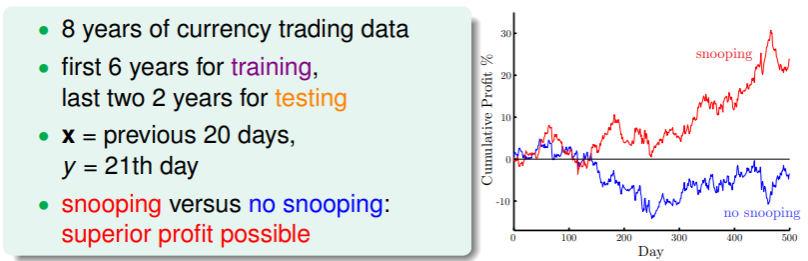 8 years of currency trading data
first 6 years for training,
last two 2 years for testing
x = previous 20 days,
y = 21th day
snooping versus no snooping:
superior profit possible
Cumulative Profit %
30
20
10
0
-10
snooping
no snooping
0
100
200
300
400
500
Day